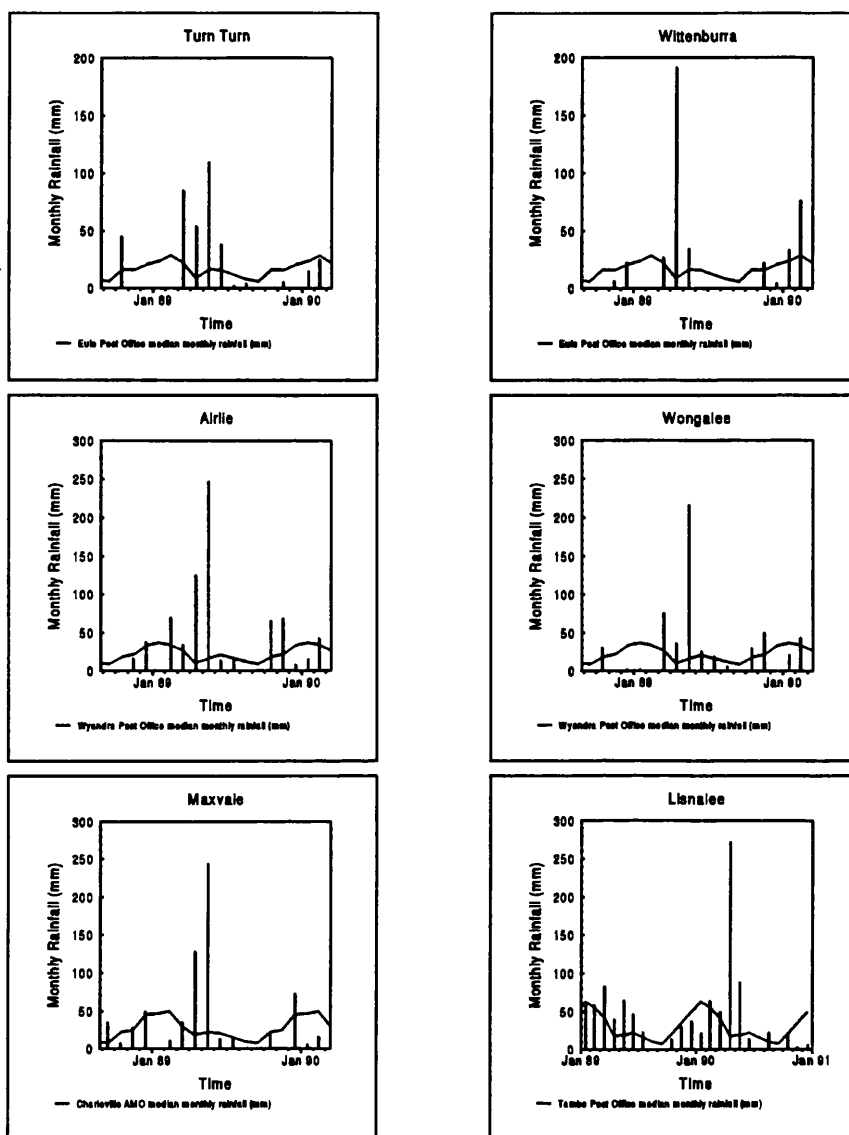 Turn Turn
Monthly Rainfall (mm)
200
150
100
50
0
Jan 89
Jan 90
Time
Eulo Post Office median monthly rainfall (mm)
Wittenburra
Monthly Rainfall (mm)
200
150
100
50
0
Jan 89
Jan 90
Time
Eulo Post Office median monthly rainfall (mm)
Airlie
Monthly Rainfall (mm)
300
250
200
150
100
50
0
Jan 89
Jan 90
Time
Wyandra Post Office median monthly rainfall (mm)
Wongalee
Monthly Rainfall (mm)
300
250
200
150
100
50
0
Jan 89
Jan 90
Time
Wyandra Post Office median monthly rainfall (mm)
Maxvale
Monthly Rainfall (mm)
300
250
200
150
100
50
0
Jan 89
Jan 90
Time
Charleville AMO median monthly rainfall (mm)
Lisnalee
Monthly Rainfall (mm)
300
250
200
150
100
50
0
Jan 89
Jan 90
Jan 91
Time
Tambo Post Office median monthly rainfall (mm)